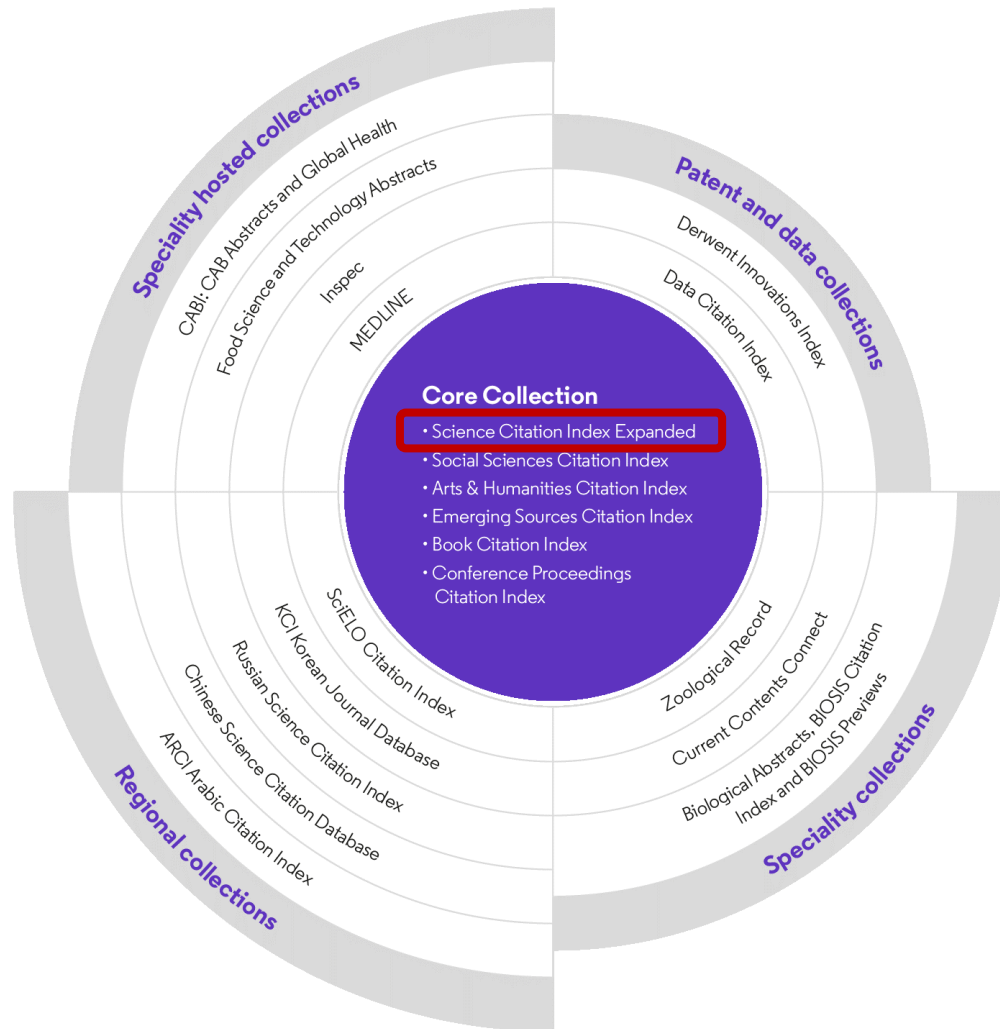 Speciality hosted collections
CABI: CAB Abstracts and Global Health
Food Science and Technology Abstracts
Inspec
MEDLINE
Patent and data collections
Derwent Innovations Index
Data Citation Index
Core Collection
• Science Citation Index Expanded
• Social Sciences Citation Index
• Arts & Humanities Citation Index
• Emerging Sources Citation Index
• Book Citation Index
• Conference Proceedings
Citation Index
SciELO Citation Index
KCI Korean Journal Database
Russian Science Citation Index
Chinese Science Citation Database
ARCI Arabic Citation Index
Regional collections
Zoological Record
Current Contents Connect
Biological Abstracts, BIOSIS Citation
Index and BIOSIS Previews
Speciality collections